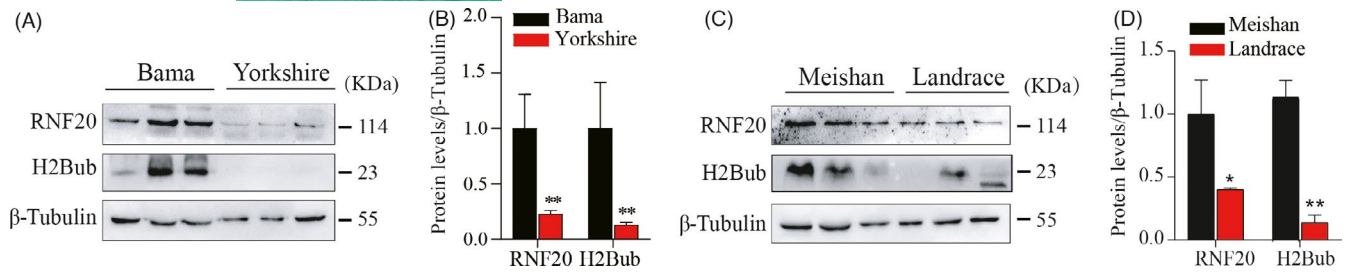 (A)
Bama Yorkshire (KDa)
RNF20 114
H2Bub 23
β-Tubulin 55
(B)
Bama
Yorkshire
Protein levels/β-Tubulin
2.0
1.5
1.0
0.5
0.0
** **
RNF20 H2Bub
(C)
Meishan Landrace (KDa)
RNF20 114
H2Bub 23
β-Tubulin 55
(D)
Meishan
Landrace
Protein levels/β-Tubulin
1.5
1.0
0.5
0.0
* **
RNF20 H2Bub